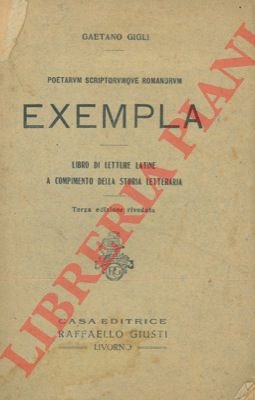 GAETANO GIGLI
POETARVM SCRIPTORVMQVE ROMANORVM
EXEMPLA
LIBRO DI LETTURE LATINE
A COMPIMENTO DELLA STORIA LETTERARIA
Terza edizione riveduta
CASA EDITRICE
RAFFAELLO GIUSTI
LIVORNO
LIBRERIA PIANI